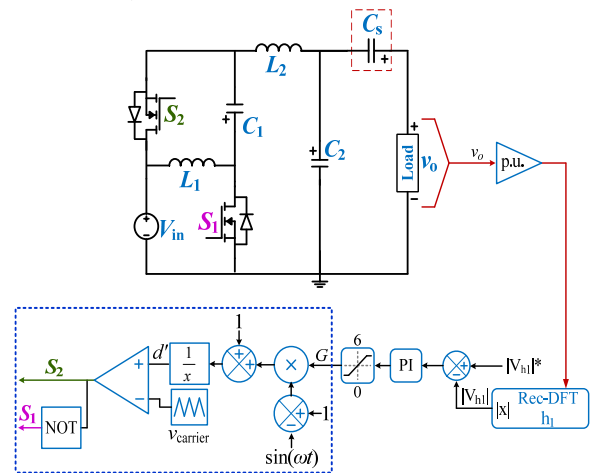 Cs
L2
S2
C1
C2
L1
Load
vo
vo
p.u.
S1
Vin
1
6
S2
d'
1/x
×
G
PI
|Vh1|*
0
|Vh1|
|x|
Rec-DFT
h1
S1
NOT
vcarrier
1
sin(ωt)